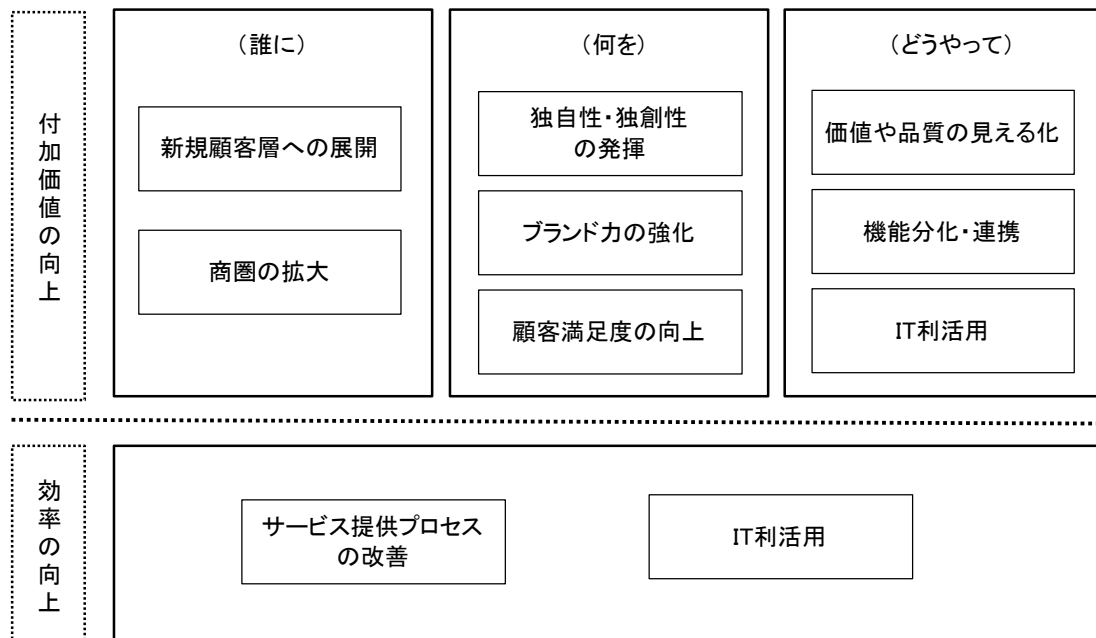 付加価値の向上
(誰に)
新規顧客層への展開
商圏の拡大
(何を)
独自性・独創性
の発揮
ブランド力の強化
顧客満足度の向上
(どうやって)
価値や品質の見える化
機能分化・連携
IT利活用
効率の向上
サービス提供プロセス
の改善
IT利活用